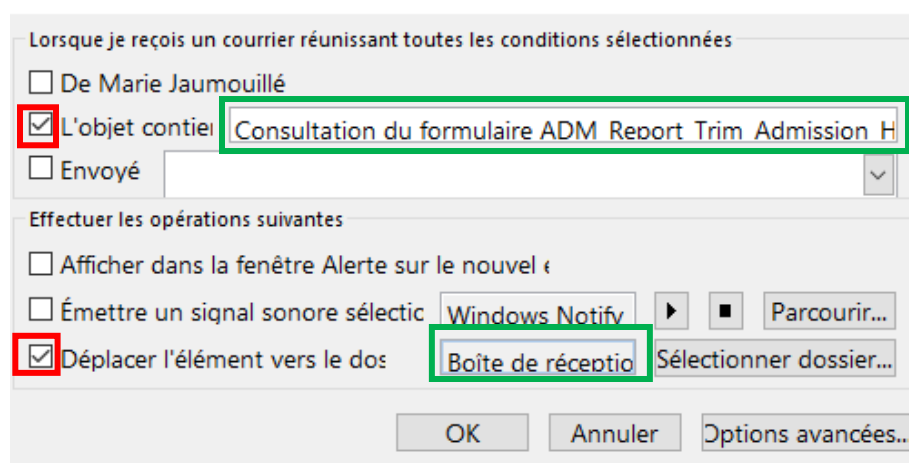 Lorsque je reçois un courrier réunissant toutes les conditions sélectionnées
De Marie Jaumouillé
L'objet contier Consultation du formulaire ADM_Report_Trim_Admission_H
Envoyé
Effectuer les opérations suivantes
Afficher dans la fenêtre Alerte sur le nouvel é
Émettre un signal sonore sélectic Windows Notify Parcourir...
Déplacer l'élément vers le dos Boîte de réceptio Sélectionner dossier...
OK Annuler Options avancées...